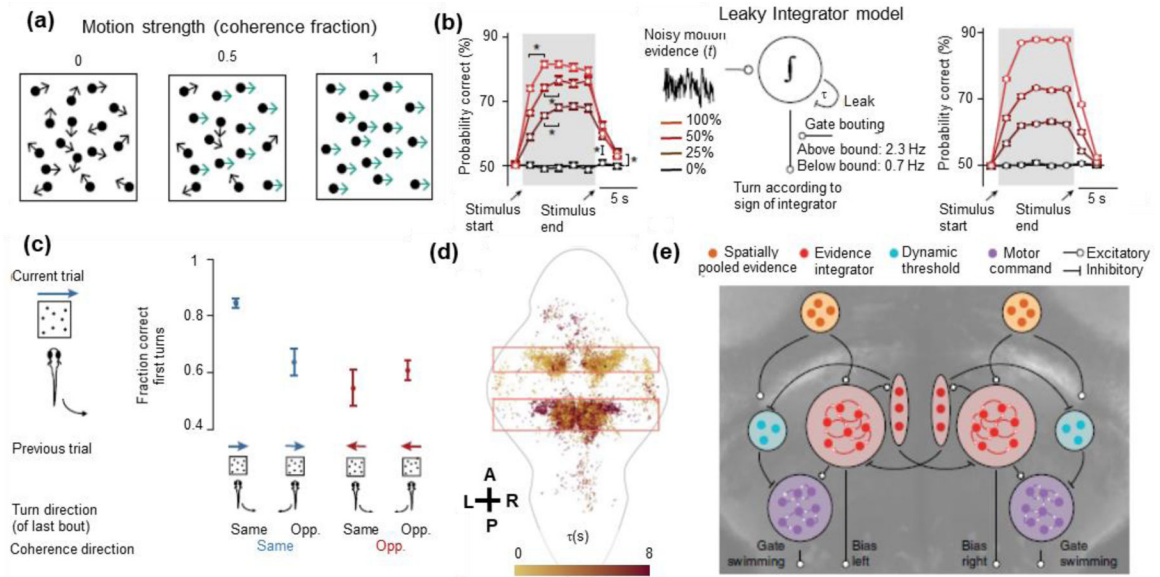 (a)
Motion strength (coherence fraction)
0
0.5
1
(b)
Leaky Integrator model
Probability correct (%)
90
70
50
*
*
*
*
*
Stimulus
start
Stimulus
end
5 s
Noisy motion
evidence (t)
∫
τ
Leak
100%
50%
25%
0%
Gate bouting
Above bound: 2.3 Hz
Below bound: 0.7 Hz
Turn according to
sign of integrator
Probability correct (%)
90
70
50
Stimulus
start
Stimulus
end
5 s
(c)
Current trial
Fraction correct
first turns
1
0.8
0.6
0.4
Previous trial
Turn direction
(of last bout)
Same
Opp.
Same
Opp.
Coherence direction
Same
Opp.
(d)
A
L
R
P
τ(s)
0
8
(e)
Spatially
pooled evidence
Evidence
integrator
Dynamic
threshold
Motor
command
Excitatory
Inhibitory
Gate
swimming
Bias
left
Bias
right
Gate
swimming